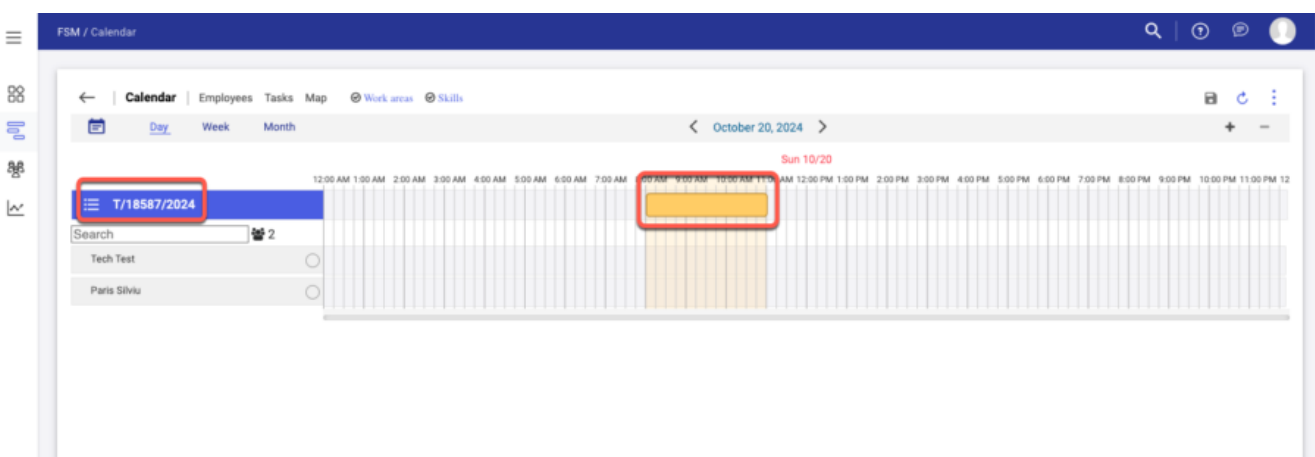 FSM / Calendar
Calendar Employees Tasks Map Work areas Skills
Day Week Month October 20, 2024 + −
Sun 10/20
12:00 AM 1:00 AM 2:00 AM 3:00 AM 4:00 AM 5:00 AM 6:00 AM 7:00 AM 9:00 AM 10:00 AM 11:00 AM 12:00 PM 1:00 PM 2:00 PM 3:00 PM 4:00 PM 5:00 PM 6:00 PM 7:00 PM 8:00 PM 9:00 PM 10:00 PM 11:00 PM 12
T/18587/2024
Search 2
Tech Test
Paris Silviu